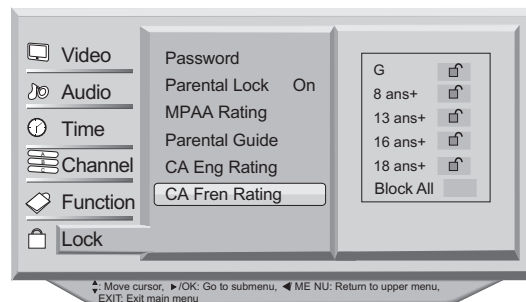 Video
Audio
Time
Channel
Function
Lock
Password
Parental Lock On
MPAA Rating
Parental Guide
CA Eng Rating
CA Fren Rating
G
8 ans+
13 ans+
16 ans+
18 ans+
Block All
: Move cursor, ►/OK: Go to submenu, ◄/ ME NU: Return to upper menu,
EXIT: Exit main menu